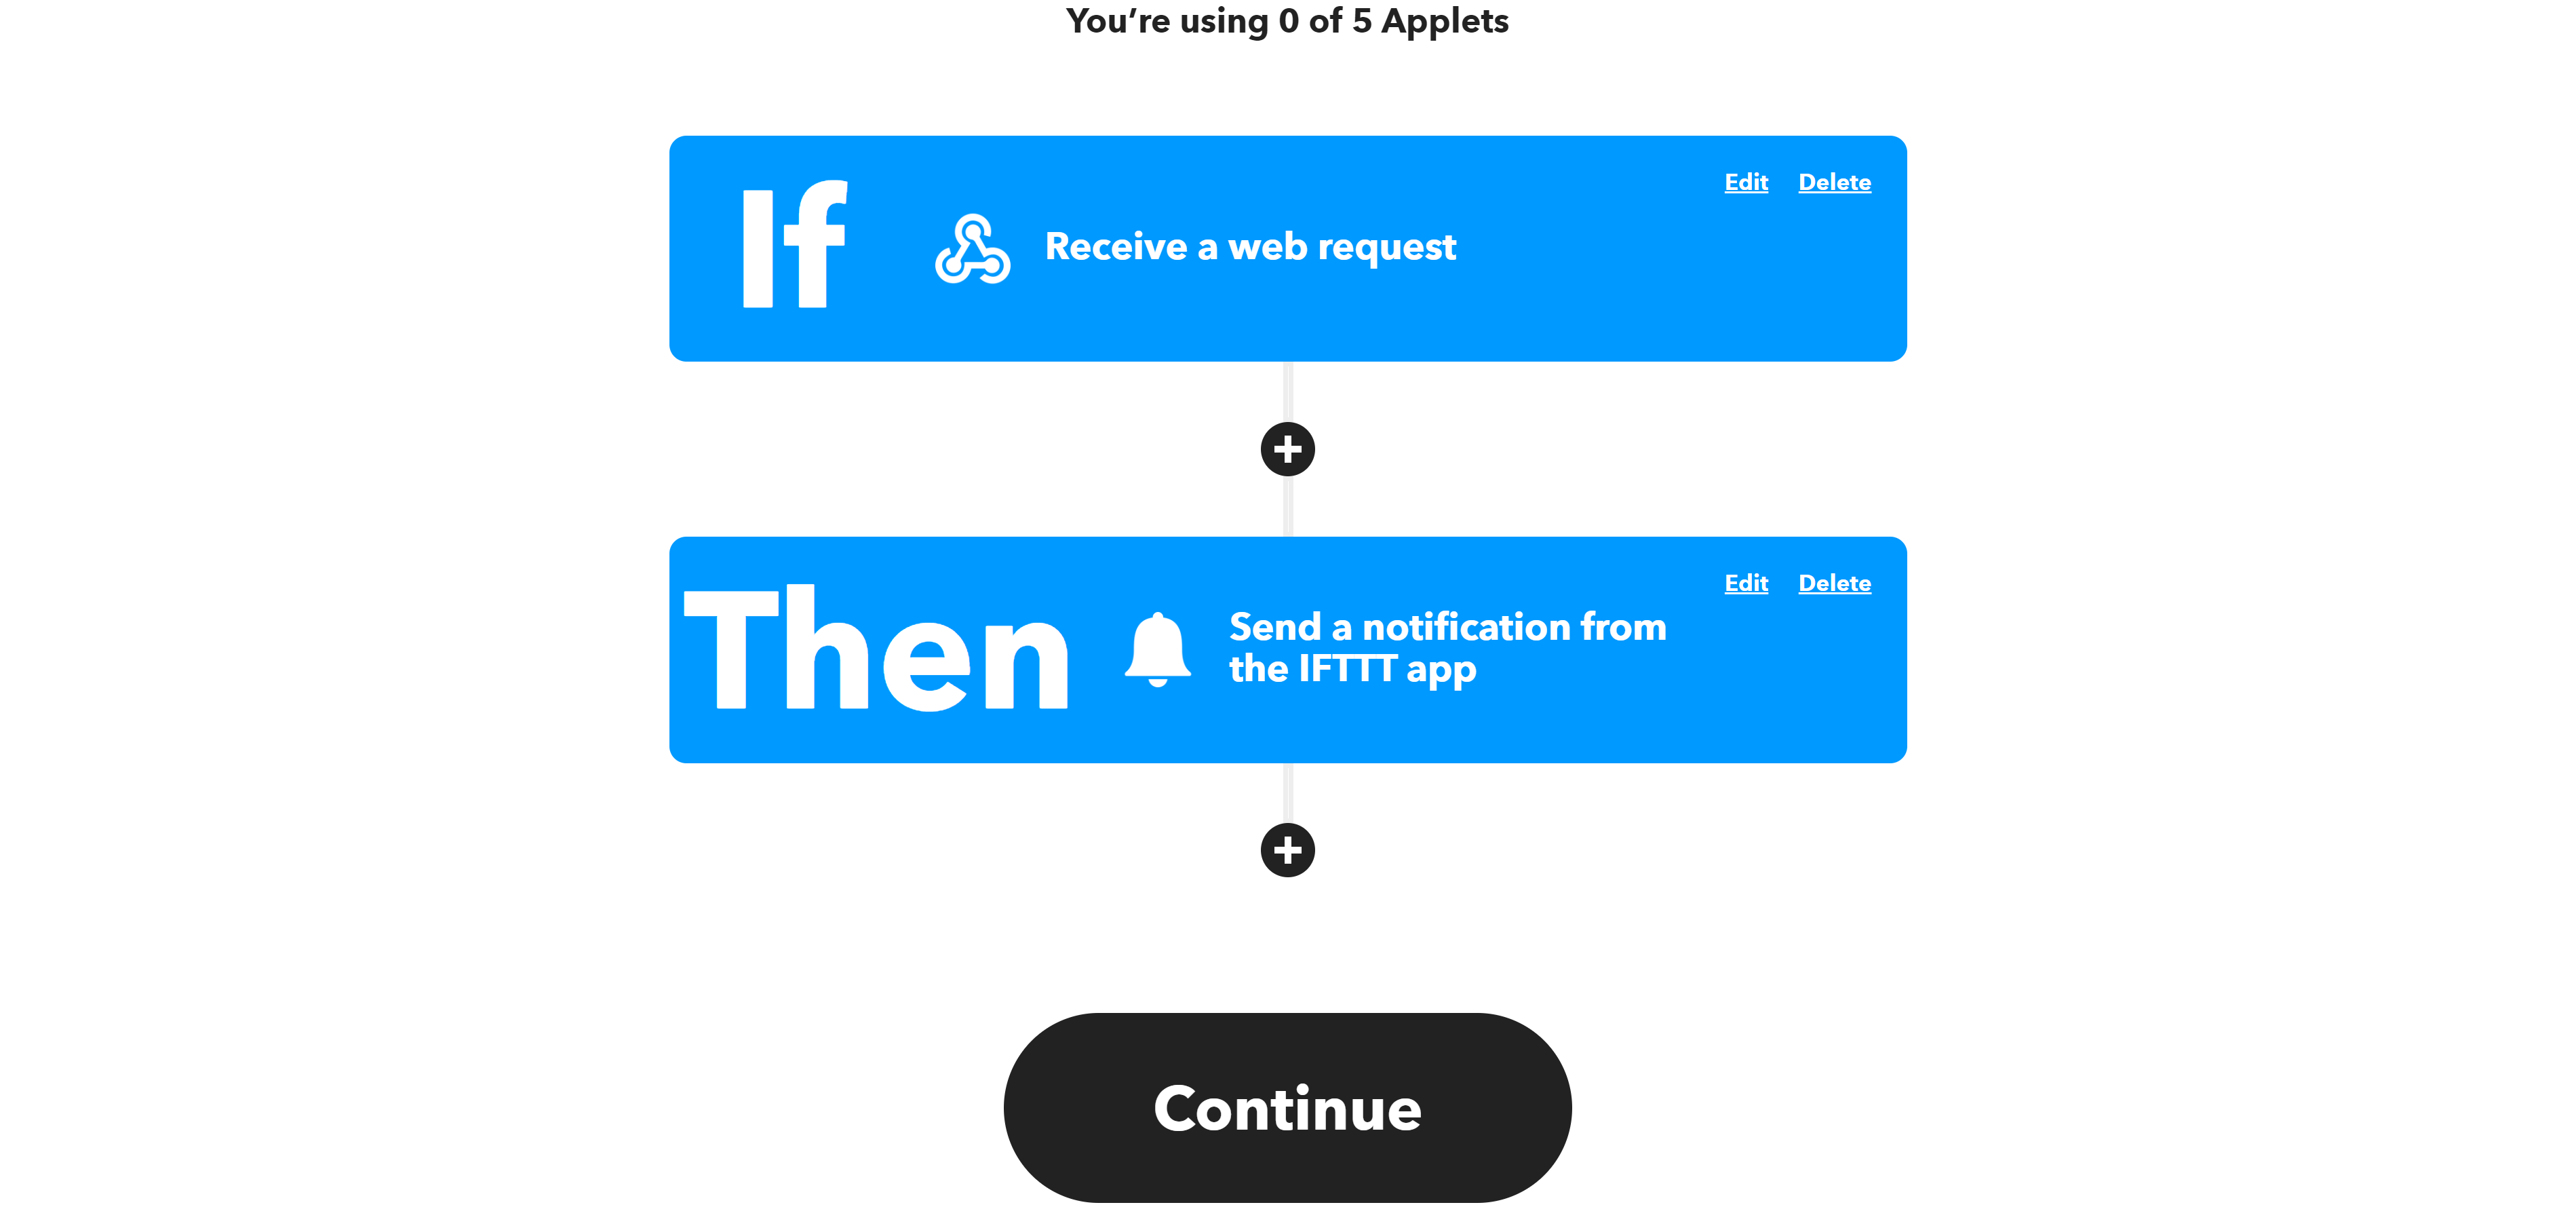 You’re using 0 of 5 Applets
Edit Delete
If Receive a web request
Edit Delete
Then Send a notification from
the IFTTT app
Continue